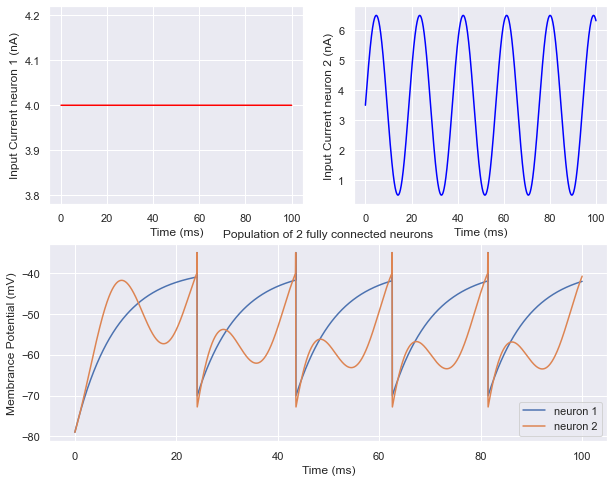 4.2
4.1
4.0
3.9
3.8
Input Current neuron 1 (nA)
0 20 40 60 80 100
Time (ms)
6
5
4
3
2
1
Input Current neuron 2 (nA)
0 20 40 60 80 100
Time (ms)
Population of 2 fully connected neurons
−40
−50
−60
−70
−80
Membrance Potential (mV)
neuron 1
neuron 2
0 20 40 60 80 100
Time (ms)